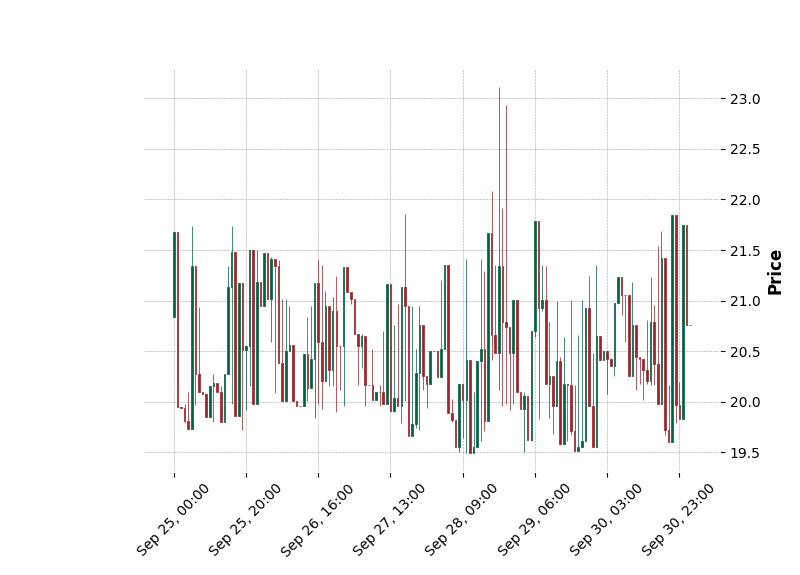 23.0
22.5
22.0
21.5
21.0
20.5
20.0
19.5
Price
Sep 25, 00:00
Sep 25, 20:00
Sep 26, 16:00
Sep 27, 13:00
Sep 28, 09:00
Sep 29, 06:00
Sep 30, 03:00
Sep 30, 23:00